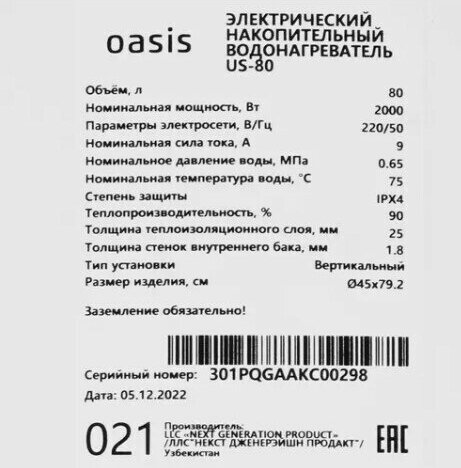 oasis
ЭЛЕКТРИЧЕСКИЙ
НАКОПИТЕЛЬНЫЙ
ВОДОНАГРЕВАТЕЛЬ
US-80
Объём, л 80
Номинальная мощность, Вт 2000
Параметры электросети, В/Гц 220/50
Номинальная сила тока, А 9
Номинальное давление воды, МПа 0.65
Номинальная температура воды, °С 75
Степень защиты IPX4
Теплопроизводительность, % 90
Толщина теплоизоляционного слоя, мм 25
Толщина стенок внутреннего бака, мм 1.8
Тип установки Вертикальный
Размер изделия, см Ø45x79.2
Заземление обязательно!
Серийный номер: 301PQGAAKC00298
Дата: 05.12.2022
021
Производитель:
LLC «NEXT GENERATION PRODUCT»
/ЛЛС"НЕКСТ ДЖЕНЕРЭЙШН ПРОДАКТ"/
Узбекистан
EAC